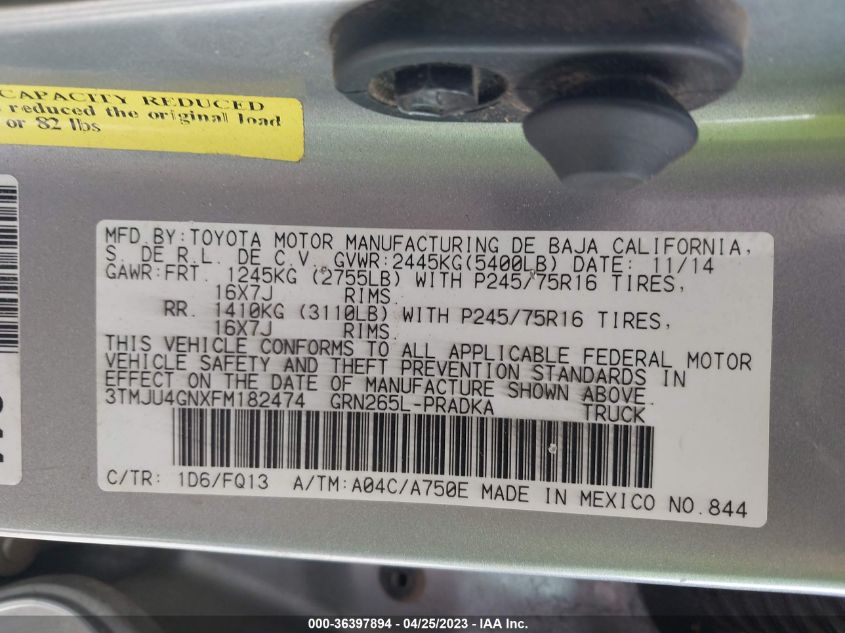 CAPACITY REDUCED
reduced the original load
or 82 lbs
MFD. BY: TOYOTA MOTOR MANUFACTURING DE BAJA CALIFORNIA,
S. DE R.L. DE C.V. GVWR:2445KG(5400LB) DATE: 11/14
GAWR:FRT. 1245KG (2755LB) WITH P245/75R16 TIRES,
16X7J RIMS.
RR. 1410KG (3110LB) WITH P245/75R16 TIRES,
16X7J RIMS.
THIS VEHICLE CONFORMS TO ALL APPLICABLE FEDERAL MOTOR
VEHICLE SAFETY AND THEFT PREVENTION STANDARDS IN
EFFECT ON THE DATE OF MANUFACTURE SHOWN ABOVE.
3TMJU4GNXFM182474 GRN265L-PRADKA TRUCK
C/TR: 1D6/FQ13 A/TM:A04C/A750E MADE IN MEXICO NO.844
000-36397894 - 04/25/2023 - Copyright IAA, Inc.